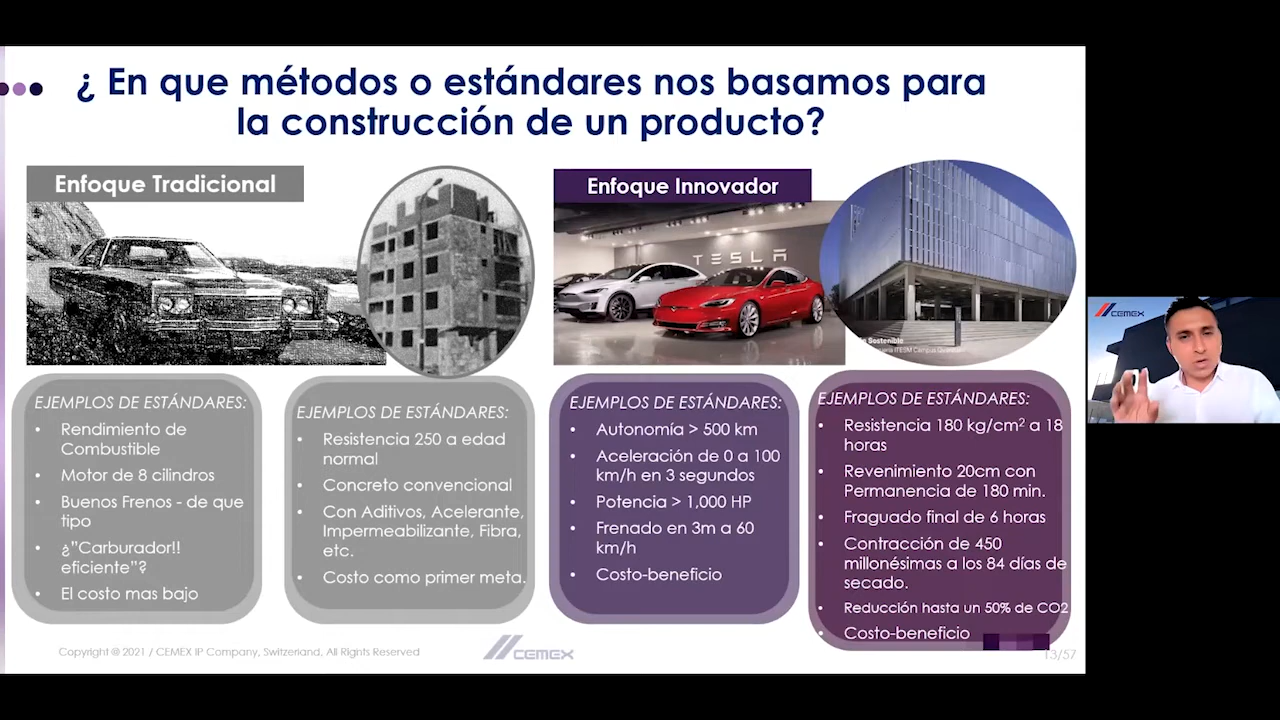 ¿ En que métodos o estándares nos basamos para
la construcción de un producto?
Enfoque Tradicional
EJEMPLOS DE ESTÁNDARES:
• Rendimiento de
Combustible
• Motor de 8 cilindros
• Buenos Frenos - de que
tipo
• ¿"Carburador!!
eficiente"?
• El costo mas bajo
EJEMPLOS DE ESTÁNDARES:
• Resistencia 250 a edad
normal
• Concreto convencional
• Con Aditivos, Acelerante,
Impermeabilizante, Fibra,
etc.
• Costo como primer meta.
Enfoque Innovador
TESLA
EJEMPLOS DE ESTÁNDARES:
• Autonomía > 500 km
• Aceleración de 0 a 100
km/h en 3 segundos
• Potencia > 1,000 HP
• Frenado en 3m a 60
km/h
• Costo-beneficio
Sostenible
ITESM Campus
EJEMPLOS DE ESTÁNDARES:
• Resistencia 180 kg/cm² a 18
horas
• Revenimiento 20cm con
Permanencia de 180 min.
• Fraguado final de 6 horas
• Contracción de 450
millonésimas a los 84 días de
secado.
• Reducción hasta un 50% de CO2
• Costo-beneficio
Copyright © 2021 / CEMEX IP Company, Switzerland, All Rights Reserved
CEMEX
13/57
CEMEX